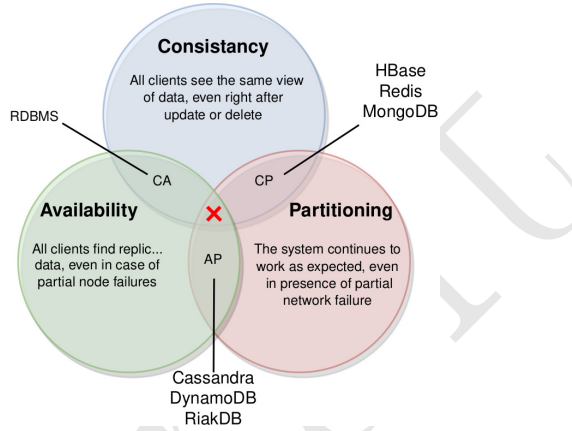 Consistancy
All clients see the same view
of data, even right after
update or delete
HBase
Redis
MongoDB
RDBMS
CA
CP
Availability
Partitioning
All clients find replic...
data, even in case of
partial node failures
AP
The system continues to
work as expected, even
in presence of partial
network failure
Cassandra
DynamoDB
RiakDB